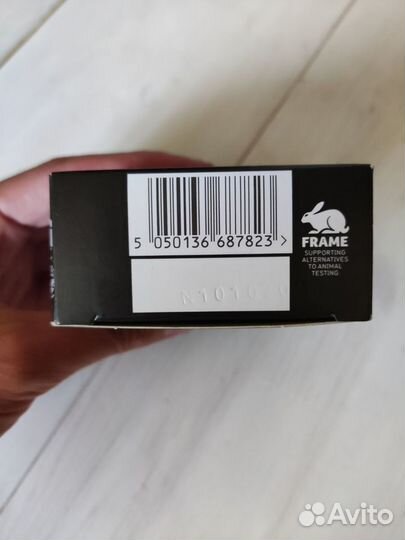 5 050136 687823 >
FRAME
SUPPORTING
ALTERNATIVES
TO ANIMAL
TESTING
Avito